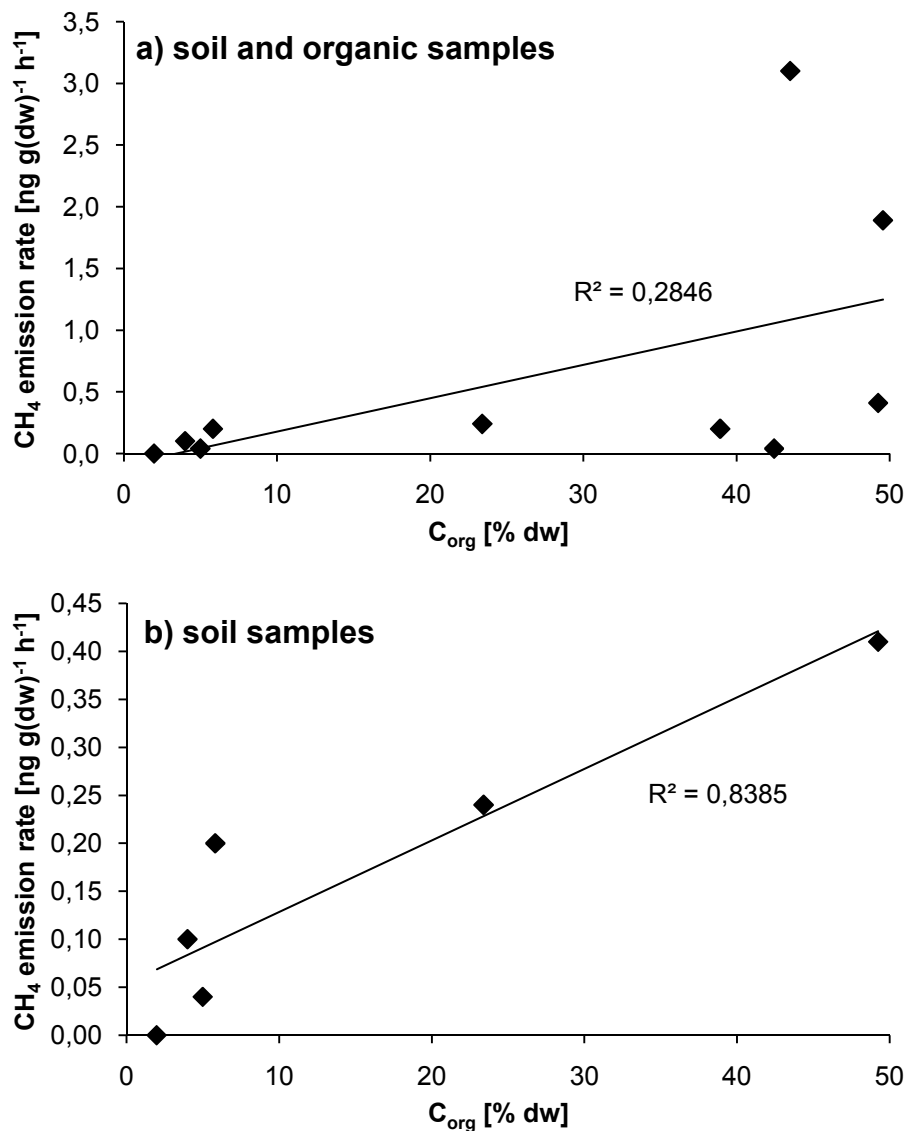 a) soil and organic samples
CH₄ emission rate [ng g(dw)⁻¹ h⁻¹]
3,5
3,0
2,5
2,0
1,5
1,0
0,5
0,0
R² = 0,2846
0 10 20 30 40 50
C_org [% dw]
b) soil samples
CH₄ emission rate [ng g(dw)⁻¹ h⁻¹]
0,45
0,40
0,35
0,30
0,25
0,20
0,15
0,10
0,05
0,00
R² = 0,8385
0 10 20 30 40 50
C_org [% dw]